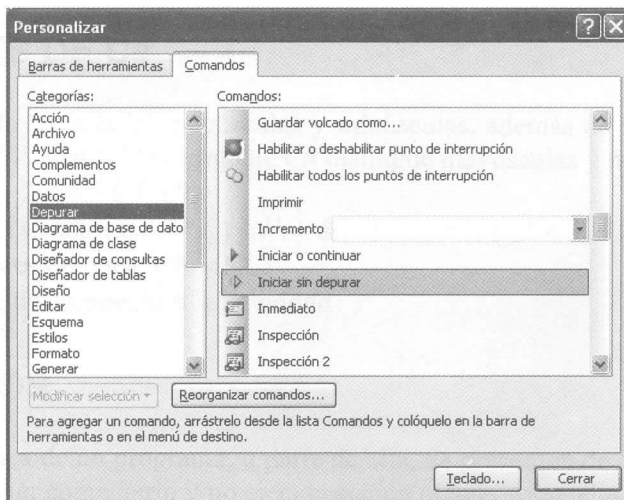 Personalizar
Barras de herramientas
Comandos
Categorías:
Comandos:
Acción
Archivo
Ayuda
Complementos
Comunidad
Datos
Depurar
Diagrama de base de dato
Diagrama de clase
Diseñador de consultas
Diseñador de tablas
Diseño
Editar
Esquema
Estilos
Formato
Generar
Guardar volcado como...
Habilitar o deshabilitar punto de interrupción
Habilitar todos los puntos de interrupción
Imprimir
Incremento
Iniciar o continuar
Iniciar sin depurar
Inmediato
Inspección
Inspección 2
Modificar selección
Reorganizar comandos...
Para agregar un comando, arrástrelo desde la lista Comandos y colóquelo en la barra de
herramientas o en el menú de destino.
Teclado...
Cerrar